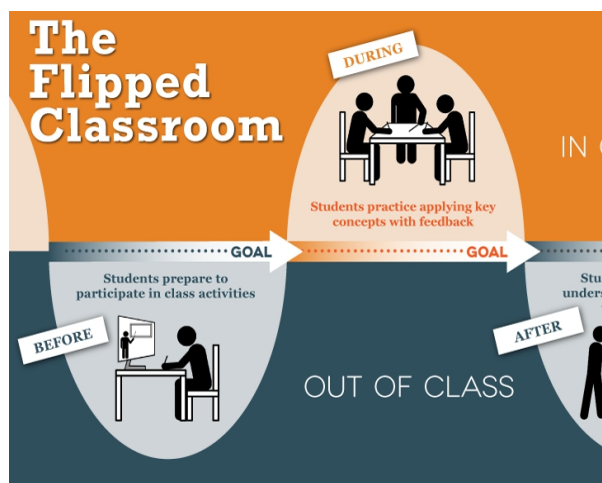 The
Flipped
Classroom
DURING
IN
Students practice applying key
concepts with feedback
GOAL
GOAL
Students prepare to
participate in class activities
BEFORE
AFTER
OUT OF CLASS